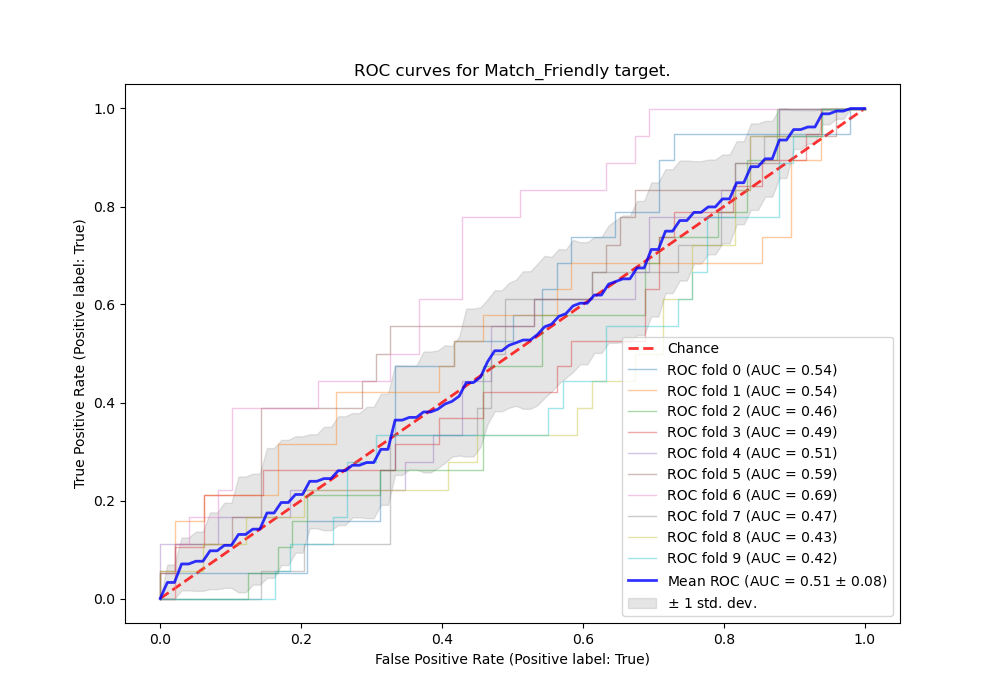 ROC curves for Match_Friendly target.
True Positive Rate (Positive label: True)
1.0
0.8
0.6
0.4
0.2
0.0
Chance
ROC fold 0 (AUC = 0.54)
ROC fold 1 (AUC = 0.54)
ROC fold 2 (AUC = 0.46)
ROC fold 3 (AUC = 0.49)
ROC fold 4 (AUC = 0.51)
ROC fold 5 (AUC = 0.59)
ROC fold 6 (AUC = 0.69)
ROC fold 7 (AUC = 0.47)
ROC fold 8 (AUC = 0.43)
ROC fold 9 (AUC = 0.42)
Mean ROC (AUC = 0.51 ± 0.08)
± 1 std. dev.
0.0 0.2 0.4 0.6 0.8 1.0
False Positive Rate (Positive label: True)